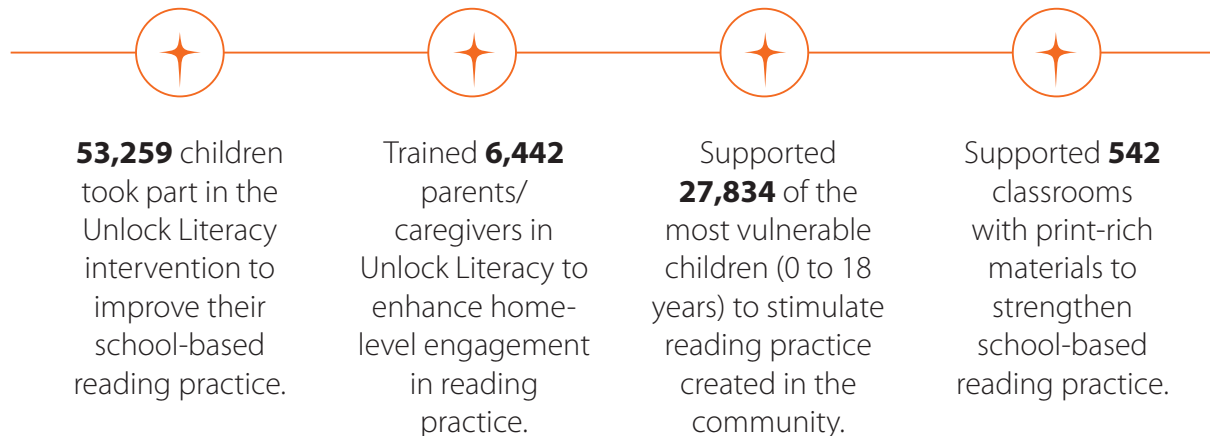 53,259 children
took part in the
Unlock Literacy
intervention to
improve their
school-based
reading practice.
Trained 6,442
parents/
caregivers in
Unlock Literacy to
enhance home-
level engagement
in reading
practice.
Supported
27,834 of the
most vulnerable
children (0 to 18
years) to stimulate
reading practice
created in the
community.
Supported 542
classrooms
with print-rich
materials to
strengthen
school-based
reading practice.